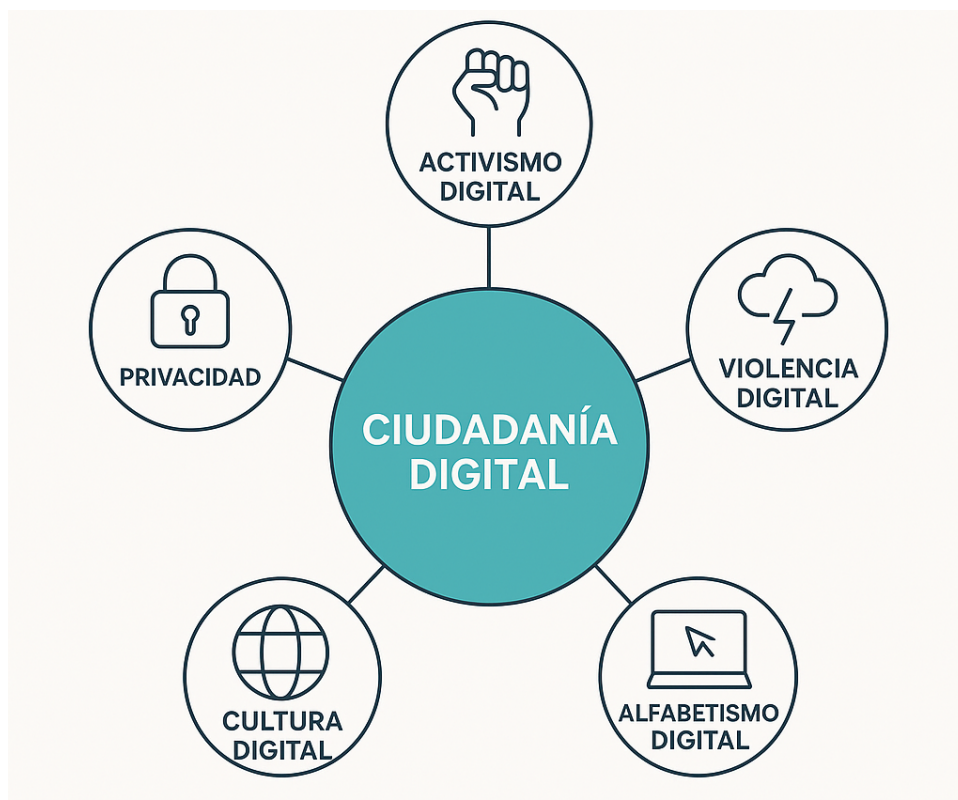 ACTIVISMO
DIGITAL
PRIVACIDAD
VIOLENCIA
DIGITAL
CIUDADANÍA
DIGITAL
CULTURA
DIGITAL
ALFABETISMO
DIGITAL